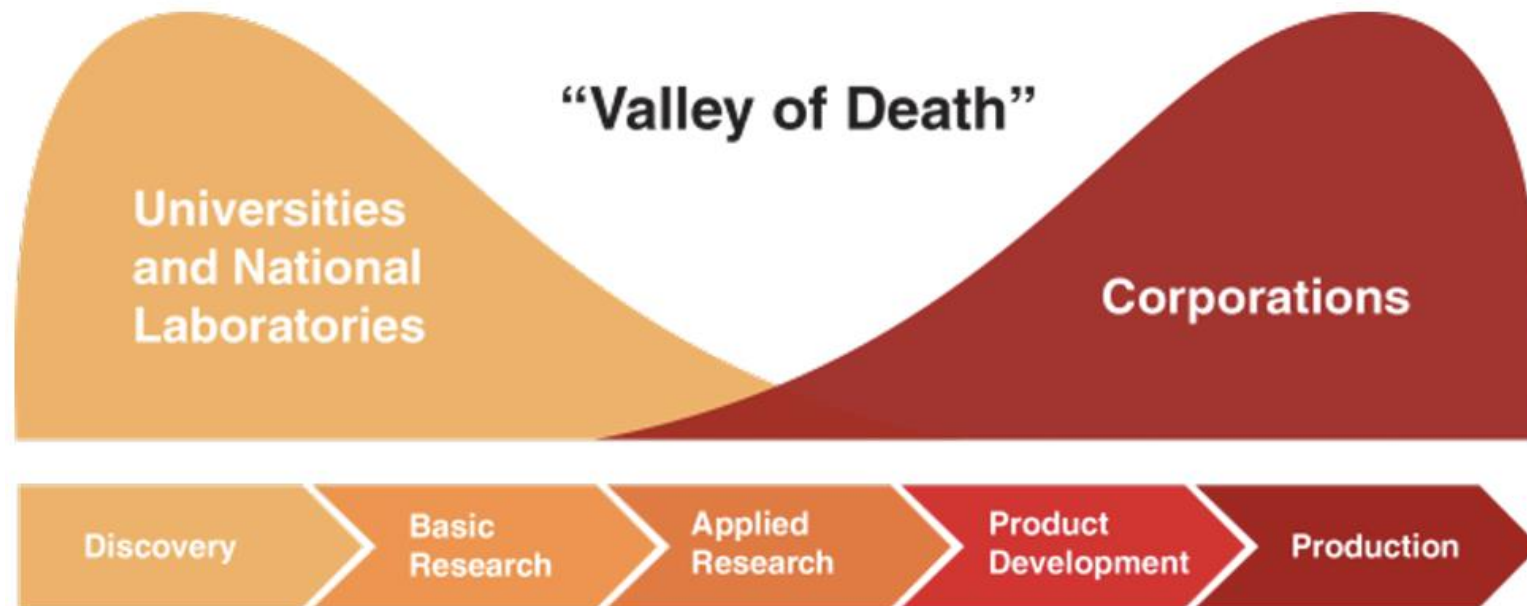 “Valley of Death”
Universities
and National
Laboratories
Corporations
Discovery
Basic
Research
Applied
Research
Product
Development
Production